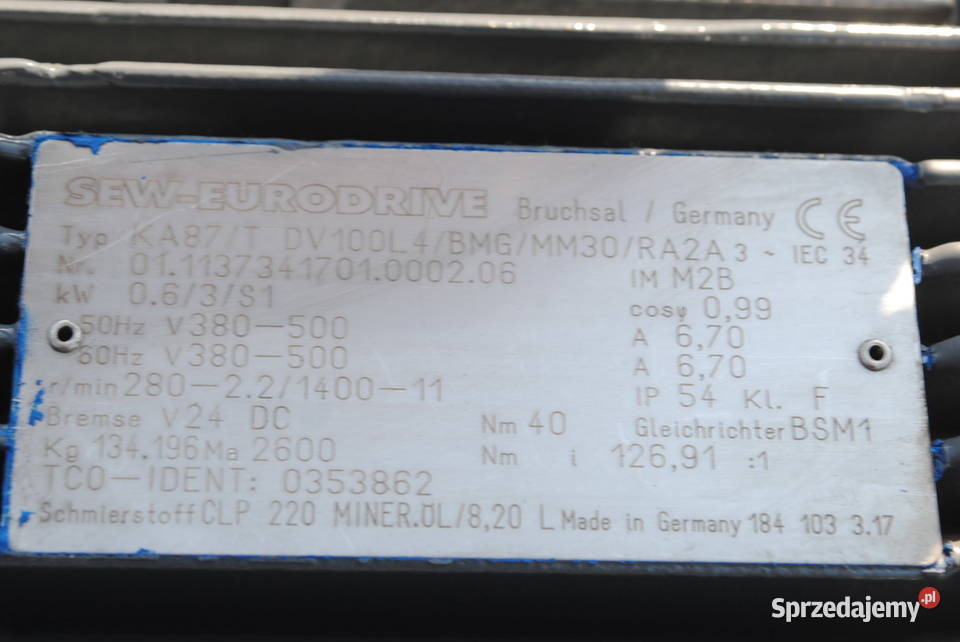 SEW-EURODRIVE Bruchsal / Germany CE
Typ KA87/T DV100L4/BMG/MM30/RA2A 3 ~ IEC 34
Nr. 01.1137341701.0002.06 IM M2B
kW 0.6/3/S1 cosφ 0,99
50Hz V 380-500 A 6,70
60Hz V 380-500 A 6,70
r/min 280-2.2/1400-11 IP 54 Kl. F
Bremse V 24 DC Nm 40 Gleichrichter BSM1
Kg 134.196 Ma 2600 Nm i 126,91 :1
TCO-IDENT: 0353862
Schmierstoff CLP 220 MINER.ÖL/8,20 L Made in Germany 184 103 3.17
Sprzedajemy.pl